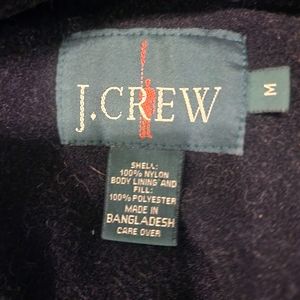 J.CREW
M
SHELL:
100% NYLON
BODY LINING AND
FILL:
100% POLYESTER
MADE IN
BANGLADESH
CARE OVER